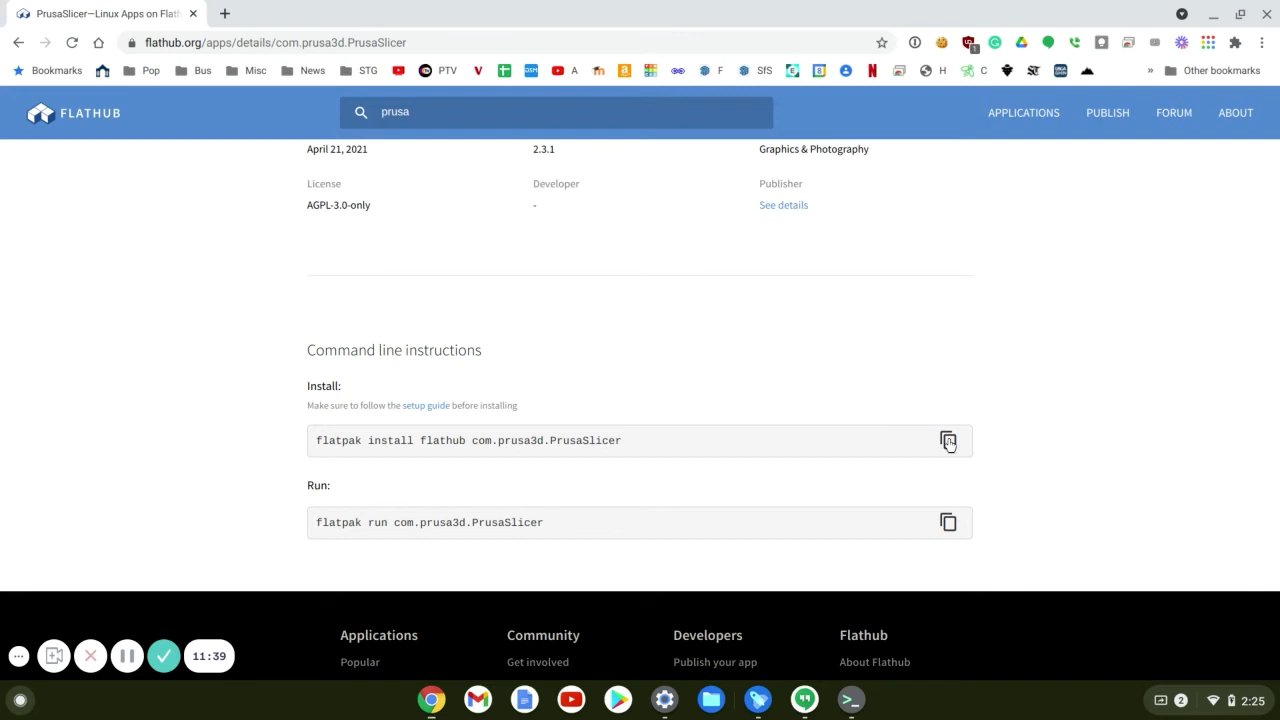 PrusaSlicer—Linux Apps on Flath
flathub.org/apps/details/com.prusa3d.PrusaSlicer
1
Bookmarks
Pop
Bus
Misc
News
STG
PTV
A
F
SfS
H
C
» Other bookmarks
FLATHUB
prusa
APPLICATIONS PUBLISH FORUM ABOUT
April 21, 2021 2.3.1 Graphics & Photography
License Developer Publisher
AGPL-3.0-only - See details
Command line instructions
Install:
Make sure to follow the setup guide before installing
flatpak install flathub com.prusa3d.PrusaSlicer
Run:
flatpak run com.prusa3d.PrusaSlicer
Applications Community Developers Flathub
Popular Get involved Publish your app About Flathub
11:39
2 2:25